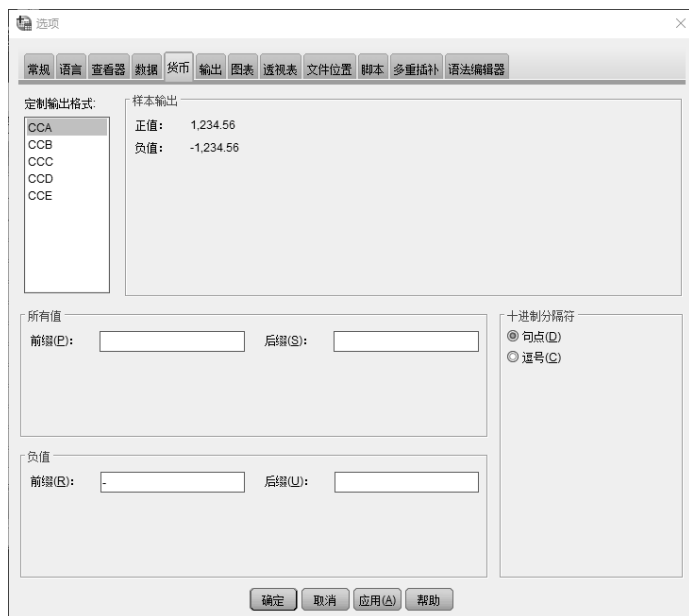 选项
常规 语言 查看器 数据 货币 输出 图表 透视表 文件位置 脚本 多重插补 语法编辑器
定制输出格式:
CCA
CCB
CCC
CCD
CCE
样本输出
正值: 1,234.56
负值: -1,234.56
所有值
前缀(P):
后缀(S):
十进制分隔符
句点(D)
逗号(C)
负值
前缀(R): -
后缀(U):
确定 取消 应用(A) 帮助